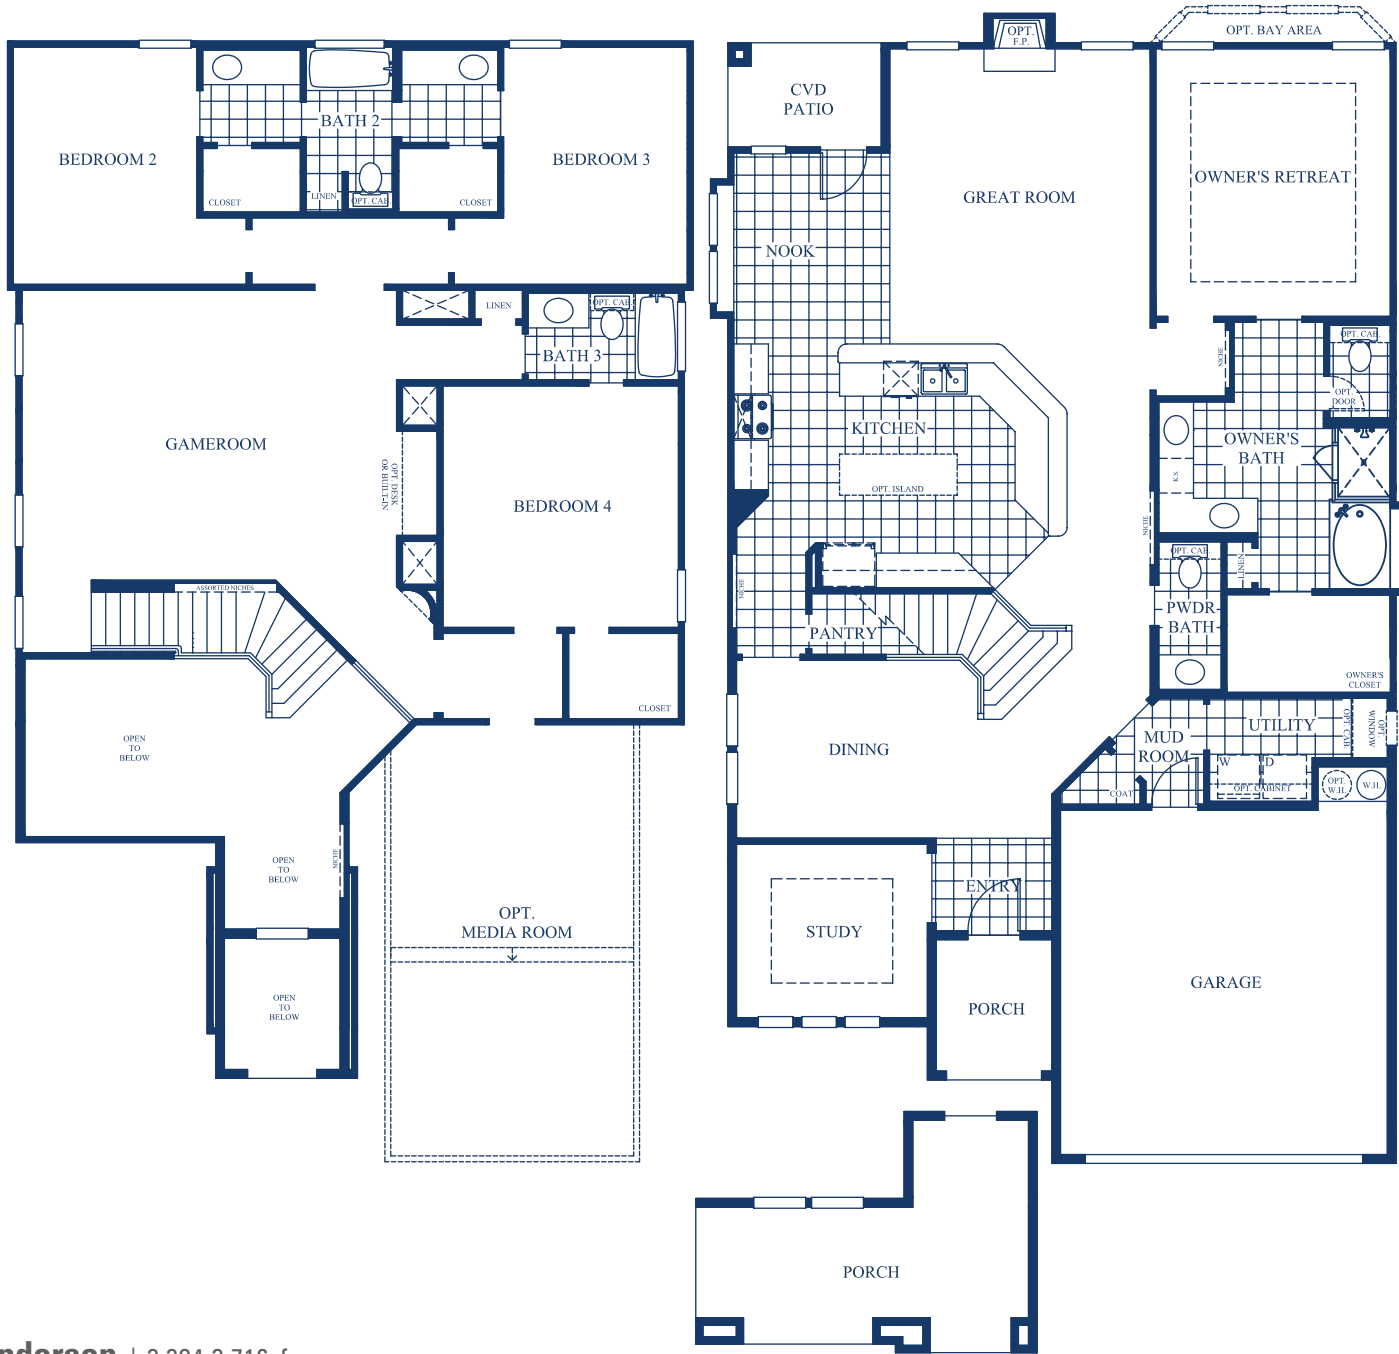 OPT.
F.P.
OPT. BAY AREA
CVD
PATIO
BATH 2
BEDROOM 2
BEDROOM 3
CLOSET
LINEN
OPT. CAB.
CLOSET
GREAT ROOM
OWNER'S RETREAT
NOOK
LINEN
OPT. CAB.
BATH 3
NICHE
OPT. CAB.
OPT.
DOOR
GAMEROOM
OPT. DESK
OR BUILT-IN
BEDROOM 4
KITCHEN
OPT. ISLAND
OWNER'S
BATH
K.S.
NICHE
OPT. CAB.
LINEN
ASSORTED NICHES
NICHE
PANTRY
PWDR
BATH
OWNER'S
CLOSET
CLOSET
OPEN
TO
BELOW
DINING
MUD
ROOM
UTILITY
OPT. CAB.
OPT.
WINDOW
W
D
OPT. CABINET
OPT.
W.H.
W.H.
COAT
OPEN
TO
BELOW
NICHE
ENTRY
OPT.
MEDIA ROOM
STUDY
OPEN
TO
BELOW
PORCH
GARAGE
PORCH